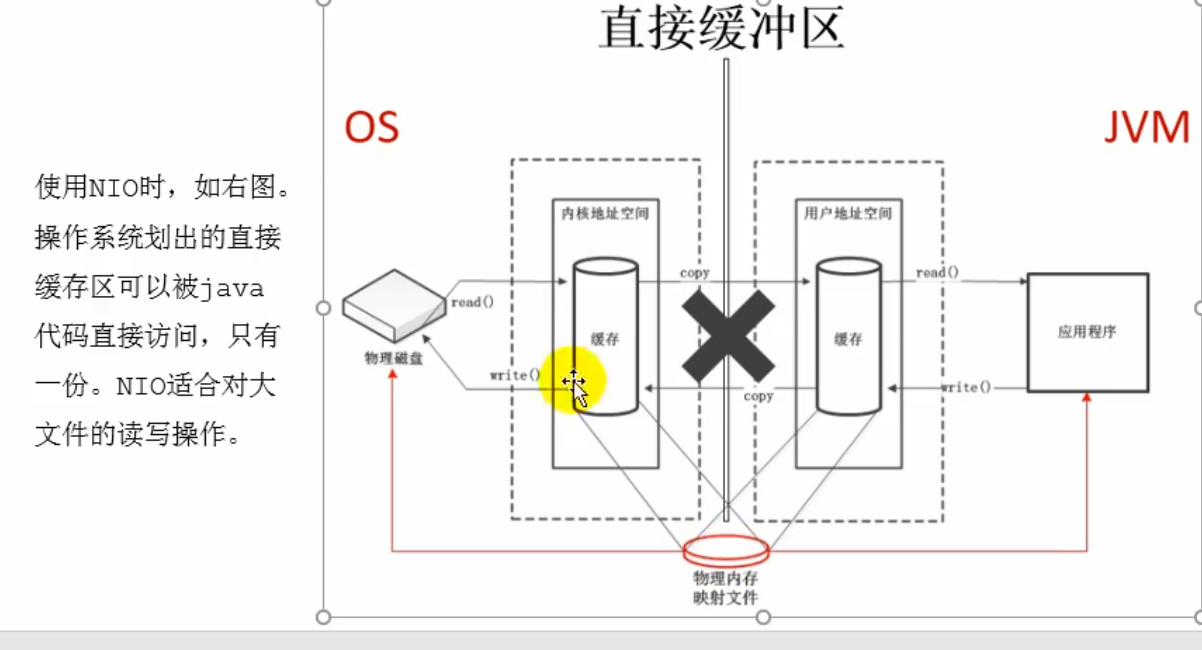 直接缓冲区
OS
JVM
使用NIO时，如右图。
操作系统划出的直接
缓存区可以被java
代码直接访问，只有
一份。NIO适合对大
文件的读写操作。
内核地址空间
用户地址空间
copy
read()
read()
缓存
缓存
应用程序
物理磁盘
write()
copy
write()
物理内存
映射文件